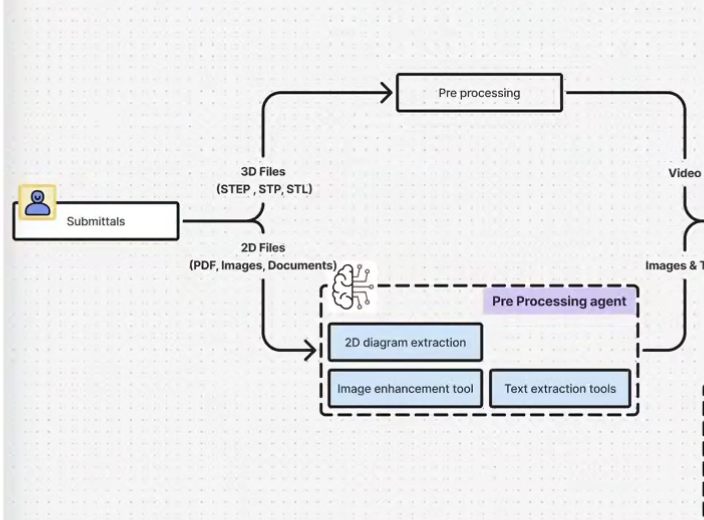 Pre processing
3D Files
(STEP , STP, STL)
Video
Submittals
2D Files
(PDF, Images, Documents)
Images &
Pre Processing agent
2D diagram extraction
Image enhancement tool
Text extraction tools